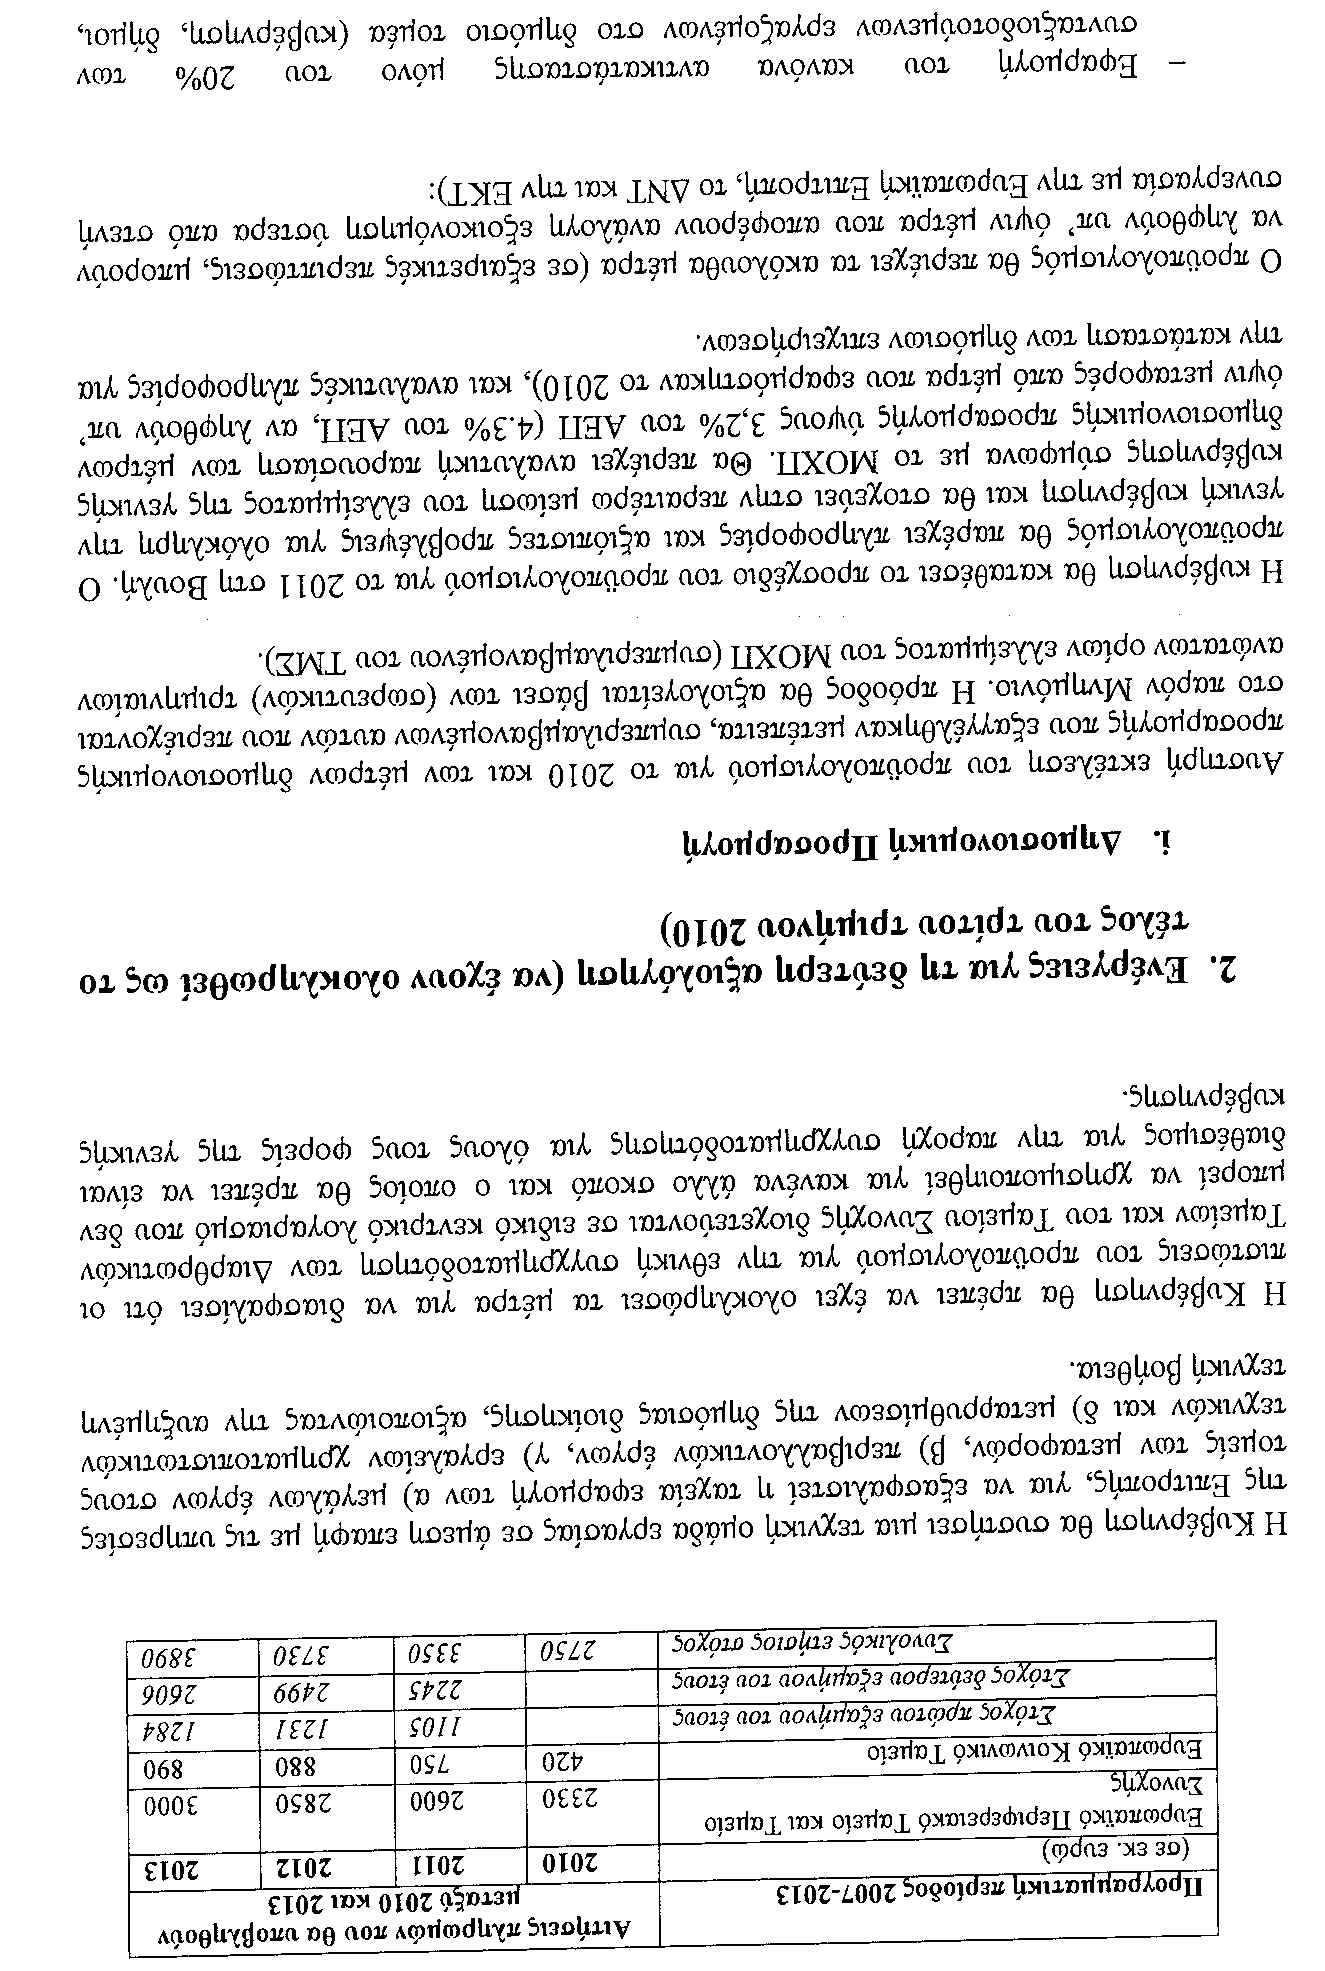 Προγραμματική περίοδος 2007-2013 Αιτήσεις πληρωμών που θα υποβληθούν
μεταξύ 2010 και 2013
(σε εκ. ευρώ) 2010 2011 2012 2013
Ευρωπαϊκό Περιφερειακό Ταμείο και Ταμείο
Συνοχής 2330 2600 2850 3000
Ευρωπαϊκό Κοινωνικό Ταμείο 420 750 880 890
Στόχος πρώτου εξαμήνου του έτους 1105 1231 1284
Στόχος δεύτερου εξαμήνου του έτους 2245 2499 2606
Συνολικός ετήσιος στόχος 2750 3350 3730 3890
Η Κυβέρνηση θα συστήσει μια τεχνική ομάδα εργασίας σε άμεση επαφή με τις υπηρεσίες
της Επιτροπής, για να εξασφαλιστεί η ταχεία εφαρμογή των α) μεγάλων έργων στους
τομείς των μεταφορών, β) περιβαλλοντικών έργων, γ) εργαλείων χρηματοπιστωτικών
τεχνικών και δ) μεταρρυθμίσεων της δημόσιας διοίκησης, αξιοποιώντας την αυξημένη
τεχνική βοήθεια.
Η Κυβέρνηση θα πρέπει να έχει ολοκληρώσει τα μέτρα για να διασφαλίσει ότι οι
πιστώσεις του προϋπολογισμού για την εθνική συγχρηματοδότηση των Διαρθρωτικών
Ταμείων και του Ταμείου Συνοχής διοχετεύονται σε ειδικό κεντρικό λογαριασμό που δεν
μπορεί να χρησιμοποιηθεί για κανένα άλλο σκοπό και ο οποίος θα πρέπει να είναι
διαθέσιμος για την παροχή συγχρηματοδότησης για όλους τους φορείς της γενικής
κυβέρνησης.
2. Ενέργειες για τη δεύτερη αξιολόγηση (να έχουν ολοκληρωθεί ως το
τέλος του τρίτου τριμήνου 2010)
i. Δημοσιονομική Προσαρμογή
Αυστηρή εκτέλεση του προϋπολογισμού για το 2010 και των μέτρων δημοσιονομικής
προσαρμογής που εξαγγέλθηκαν μετέπειτα, συμπεριλαμβανομένων αυτών που περιέχονται
στο παρόν Μνημόνιο. Η πρόοδος θα αξιολογείται βάσει των (σωρευτικών) τριμηνιαίων
ανώτατων ορίων ελλείμματος του ΜΟΧΠ (συμπεριλαμβανομένου του ΤΜΣ).
Η κυβέρνηση θα καταθέσει το προσχέδιο του προϋπολογισμού για το 2011 στη Βουλή. Ο
προϋπολογισμός θα παρέχει πληροφορίες και αξιόπιστες προβλέψεις για ολόκληρη την
γενική κυβέρνηση και θα στοχεύει στην περαιτέρω μείωση του ελλείμματος της γενικής
κυβέρνησης σύμφωνα με το ΜΟΧΠ. Θα περιέχει αναλυτική παρουσίαση των μέτρων
δημοσιονομικής προσαρμογής ύψους 3,2% του ΑΕΠ (4.3% του ΑΕΠ, αν ληφθούν υπ'
όψιν μεταφορές από μέτρα που εφαρμόστηκαν το 2010), και αναλυτικές πληροφορίες για
την κατάσταση των δημόσιων επιχειρήσεων.
Ο προϋπολογισμός θα περιέχει τα ακόλουθα μέτρα (σε εξαιρετικές περιπτώσεις, μπορούν
να ληφθούν υπ' όψιν μέτρα που αποφέρουν ανάλογη εξοικονόμηση ύστερα από στενή
συνεργασία με την Ευρωπαϊκή Επιτροπή, το ΔΝΤ και την ΕΚΤ):
– Εφαρμογή του κανόνα αντικατάστασης μόνο του 20% των
συνταξιοδοτούμενων εργαζομένων στο δημόσιο τομέα (κυβέρνηση, δήμοι,